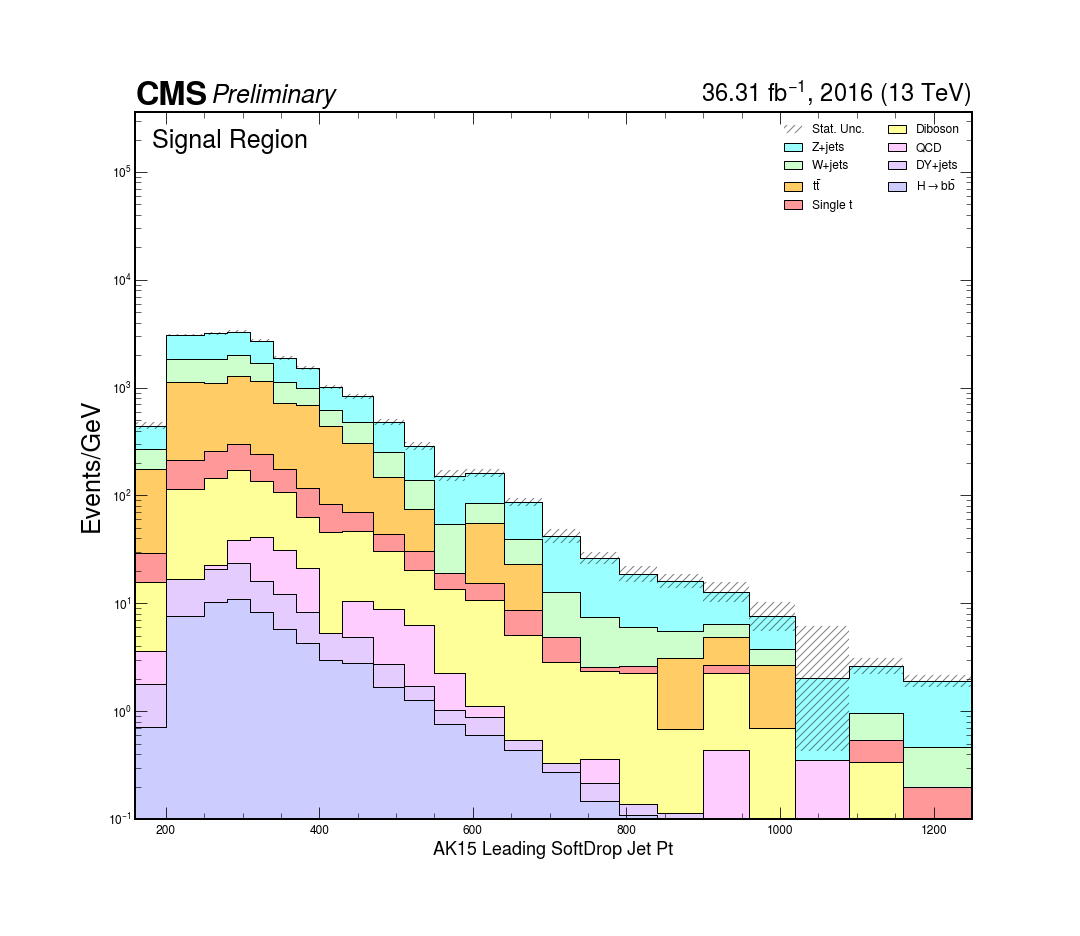 CMS Preliminary
36.31 fb⁻¹, 2016 (13 TeV)
Signal Region
Stat. Unc.
Z+jets
W+jets
tt̄
Single t
Diboson
QCD
DY+jets
H→bb̄
Events/GeV
10⁵
10⁴
10³
10²
10¹
10⁰
10⁻¹
200 400 600 800 1000 1200
AK15 Leading SoftDrop Jet Pt